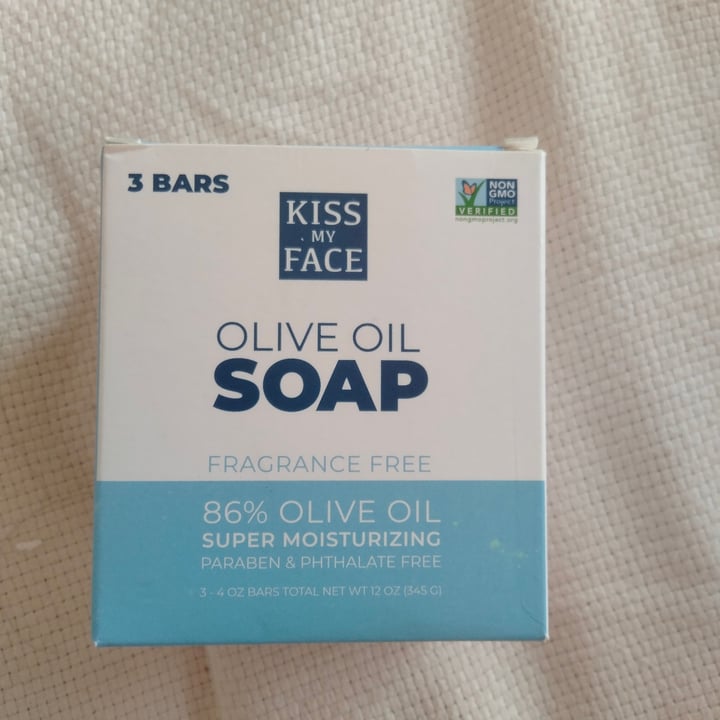 3 BARS
KISS
MY
FACE
NON
GMO
Project
VERIFIED
nongmoproject.org
OLIVE OIL
SOAP
FRAGRANCE FREE
86% OLIVE OIL
SUPER MOISTURIZING
PARABEN & PHTHALATE FREE
3 - 4 OZ BARS TOTAL NET WT 12 OZ (345 G)